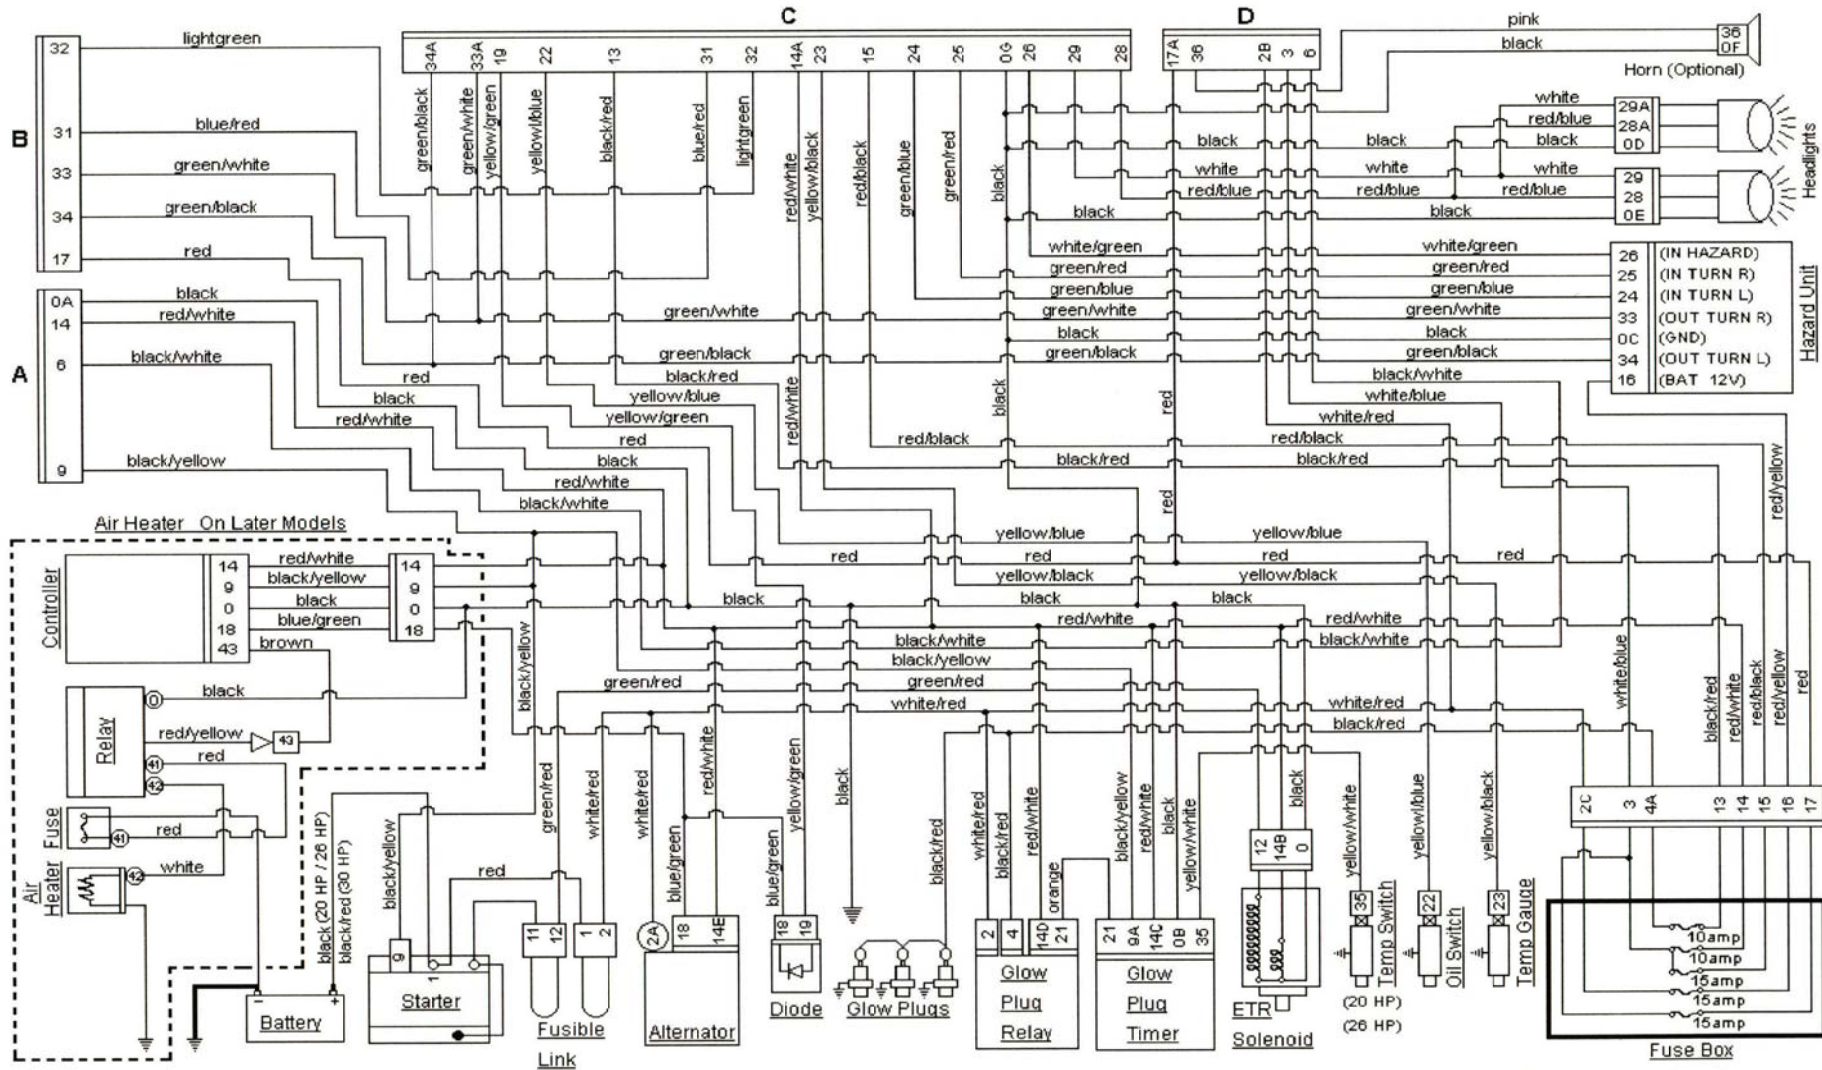 C
D
pink
36
0F
black
Horn (Optional)
32
lightgreen
34A
33A
19
22
13
31
32
14A
23
15
24
25
0G
26
29
28
17A
36
2B
3
6
B
31
blue/red
33
green/white
34
green/black
17
red
green/black
green/white
yellow/green
yellowl/blue
black/red
blue/red
lightgreen
red/white
yellow/black
red/black
green/blue
green/red
black
white
29A
red/blue
28A
black
black
black
0D
white
white
white
29
red/blue
red/blue
red/blue
28
black
black
0E
Headlights
white/green
white/green
26
(IN HAZARD)
green/red
green/red
25
(IN TURN R)
green/blue
green/blue
24
(IN TURN L)
green/white
green/white
green/white
33
(OUT TURN R)
black
black
0C
(GND)
green/black
green/black
green/black
34
(OUT TURN L)
black/white
16
(BAT 12V)
Hazard Unit
A
0A
black
14
red/white
6
black/white
9
black/yellow
red
black/red
black
yellow/blue
red/white
yellow/green
red
black
red/white
black/white
red/white
black
red
white/blue
white/red
red/black
red/black
black/red
black/red
red
red/yellow
yellow/blue
yellow/blue
red
red
red
red
yellow/black
yellow/black
black
black
black
red/white
red/white
black/white
black/white
black/yellow
green/red
green/red
white/red
white/red
black/red
Air Heater On Later Models
Controller
14
red/white
14
9
black/yellow
9
0
black
0
18
blue/green
18
43
brown
Relay
0
black
red/yellow
43
41
red
42
Fuse
41
red
Air Heater
42
white
black (20 HP / 26 HP)
black/red (30 HP)
black/yellow
black/yellow
red
green/red
white/red
white/red
blue/green
red/white
blue/green
yellow/green
black
black/red
white/red
black/red
red/white
orange
black/yellow
red/white
black
yellow/white
black
yellow/white
yellowl/blue
yellow/black
white/blue
black/red
red/white
red/black
red/yellow
red
2C
3
4A
13
14
15
16
17
-
+
Battery
9
1
Starter
11
12
1
2
Fusible
Link
2A
18
14E
Alternator
18
19
Diode
Glow Plugs
2
4
14D
21
Glow
Plug
Relay
21
9A
14C
0B
35
Glow
Plug
Timer
12
14B
0
ETR
Solenoid
35
Temp Switch
(20 HP)
(26 HP)
22
Oil Switch
23
Temp Gauge
10amp
10amp
15amp
15amp
15amp
Fuse Box